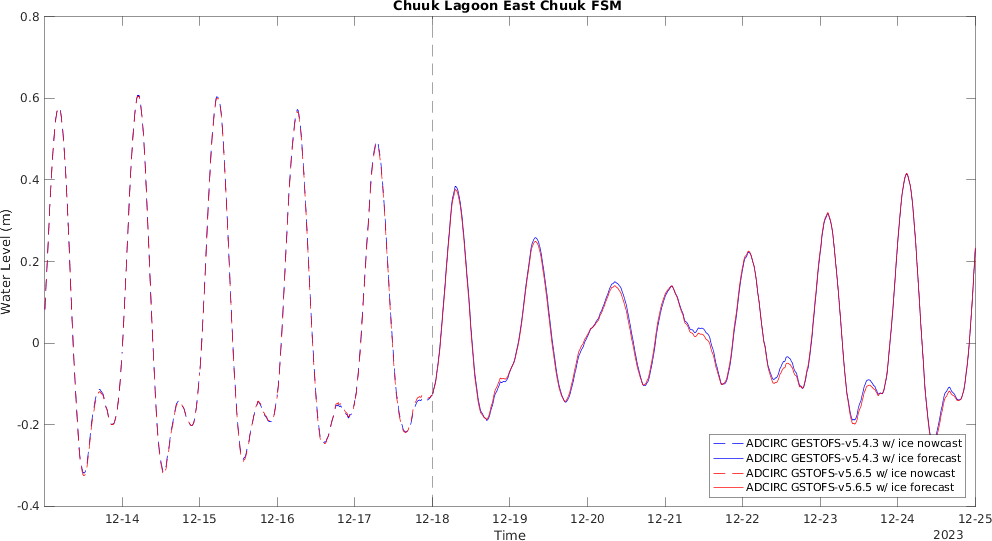 Chuuk Lagoon East Chuuk FSM
Water Level (m)
0.8
0.6
0.4
0.2
0
-0.2
-0.4
ADCIRC GESTOFS-v5.4.3 w/ ice nowcast
ADCIRC GESTOFS-v5.4.3 w/ ice forecast
ADCIRC GSTOFS-v5.6.5 w/ ice nowcast
ADCIRC GSTOFS-v5.6.5 w/ ice forecast
12-14 12-15 12-16 12-17 12-18 12-19 12-20 12-21 12-22 12-23 12-24 12-25
Time
2023